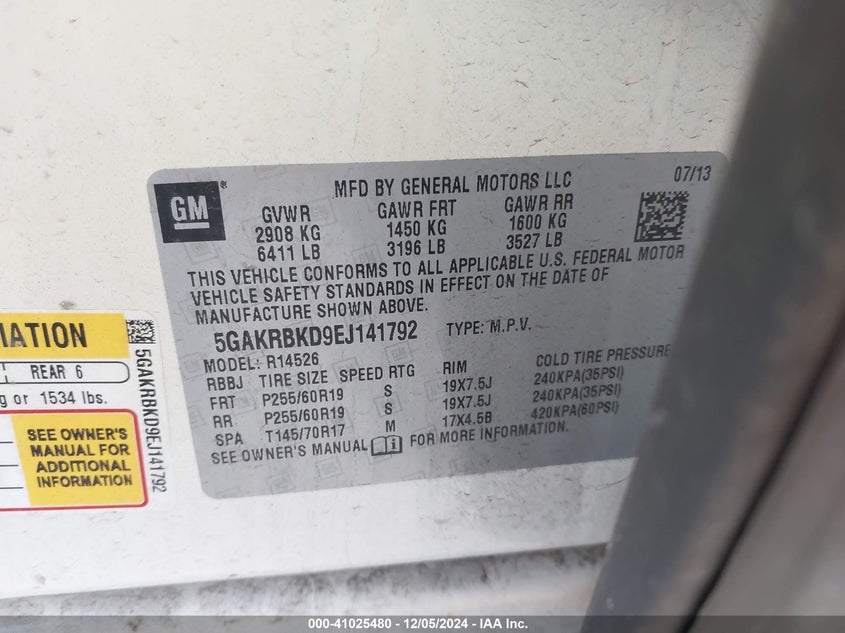 GM
MFD BY GENERAL MOTORS LLC 07/13
GVWR GAWR FRT GAWR RR
2908 KG 1450 KG 1600 KG
6411 LB 3196 LB 3527 LB
THIS VEHICLE CONFORMS TO ALL APPLICABLE U.S. FEDERAL MOTOR
VEHICLE SAFETY STANDARDS IN EFFECT ON THE DATE OF
MANUFACTURE SHOWN ABOVE.
5GAKRBKD9EJ141792 TYPE: M.P.V.
MODEL: R14526
RBBJ TIRE SIZE SPEED RTG RIM COLD TIRE PRESSURE
FRT P255/60R19 S 19X7.5J 240KPA(35PSI)
RR P255/60R19 S 19X7.5J 240KPA(35PSI)
SPA T145/70R17 M 17X4.5B 420KPA(60PSI)
SEE OWNER'S MANUAL FOR MORE INFORMATION.
MATION
REAR 6
g or 1534 lbs.
SEE OWNER'S
MANUAL FOR
ADDITIONAL
INFORMATION
5GAKRBKD9EJ141792
000-41025480 - 12/05/2024 - IAA Inc.